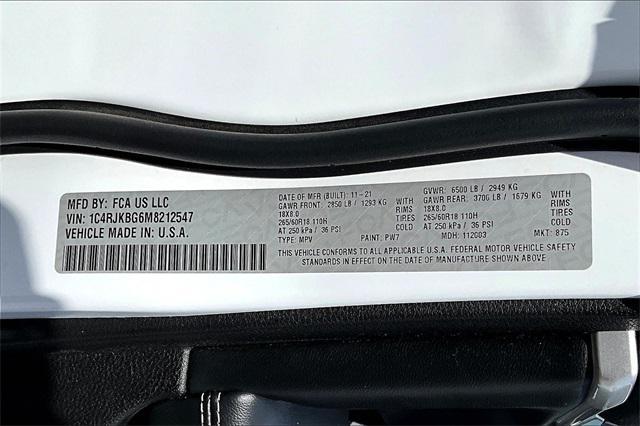 MFD BY: FCA US LLC
VIN: 1C4RJKBG6M8212547
VEHICLE MADE IN: U.S.A.
DATE OF MFR (BUILT): 11-21
GAWR FRONT: 2850 LB / 1293 KG
18X8.0 TIRES
265/60R18 110H RIMS
AT 250 kPa / 36 PSI COLD
TYPE: MPV PAINT: PW7
GVWR: 6500 LB / 2949 KG
GAWR REAR: 3700 LB / 1679 KG
18X8.0 TIRES
265/60R18 110H RIMS
AT 250 kPa / 36 PSI COLD
MDH: 112003 MKT: 875
THIS VEHICLE CONFORMS TO ALL APPLICABLE U.S.A. FEDERAL MOTOR VEHICLE SAFETY
STANDARDS IN EFFECT ON THE DATE OF MANUFACTURE SHOWN ABOVE